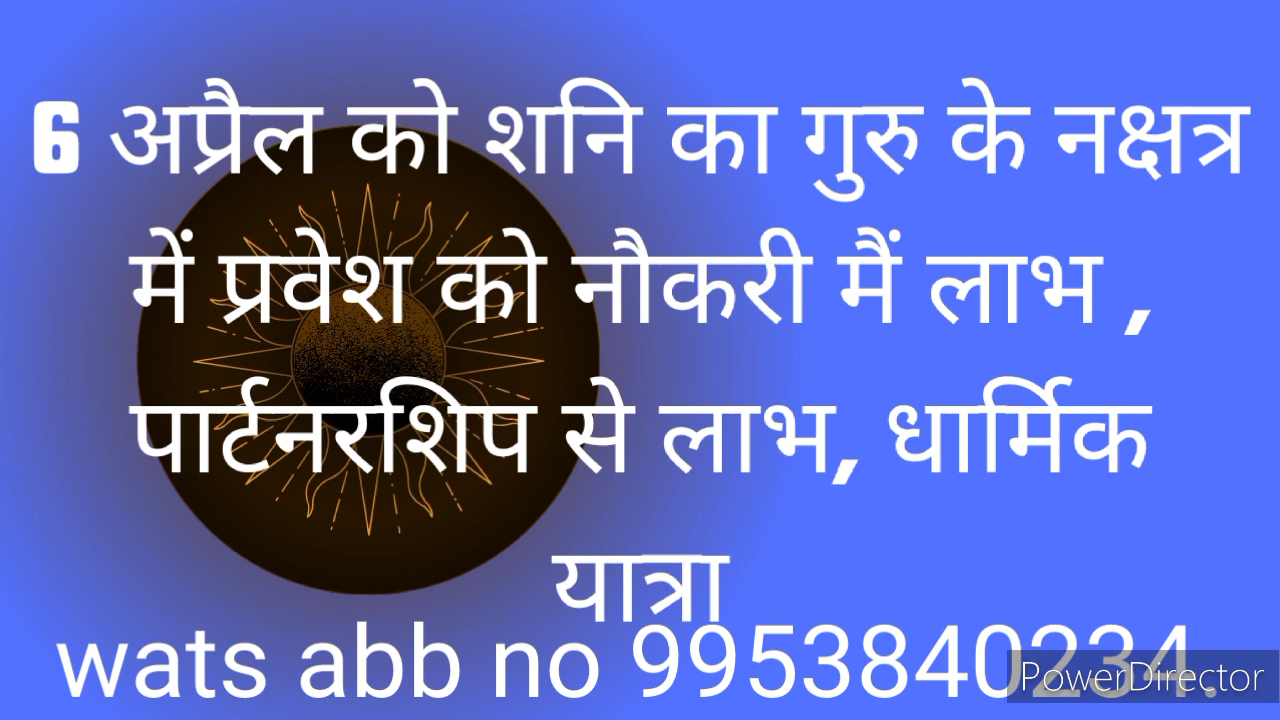 6 अप्रैल को शनि का गुरु के नक्षत्र
में प्रवेश को नौकरी मैं लाभ ,
पार्टनरशिप से लाभ, धार्मिक
यात्रा
wats abb no 9953840234.
PowerDirector